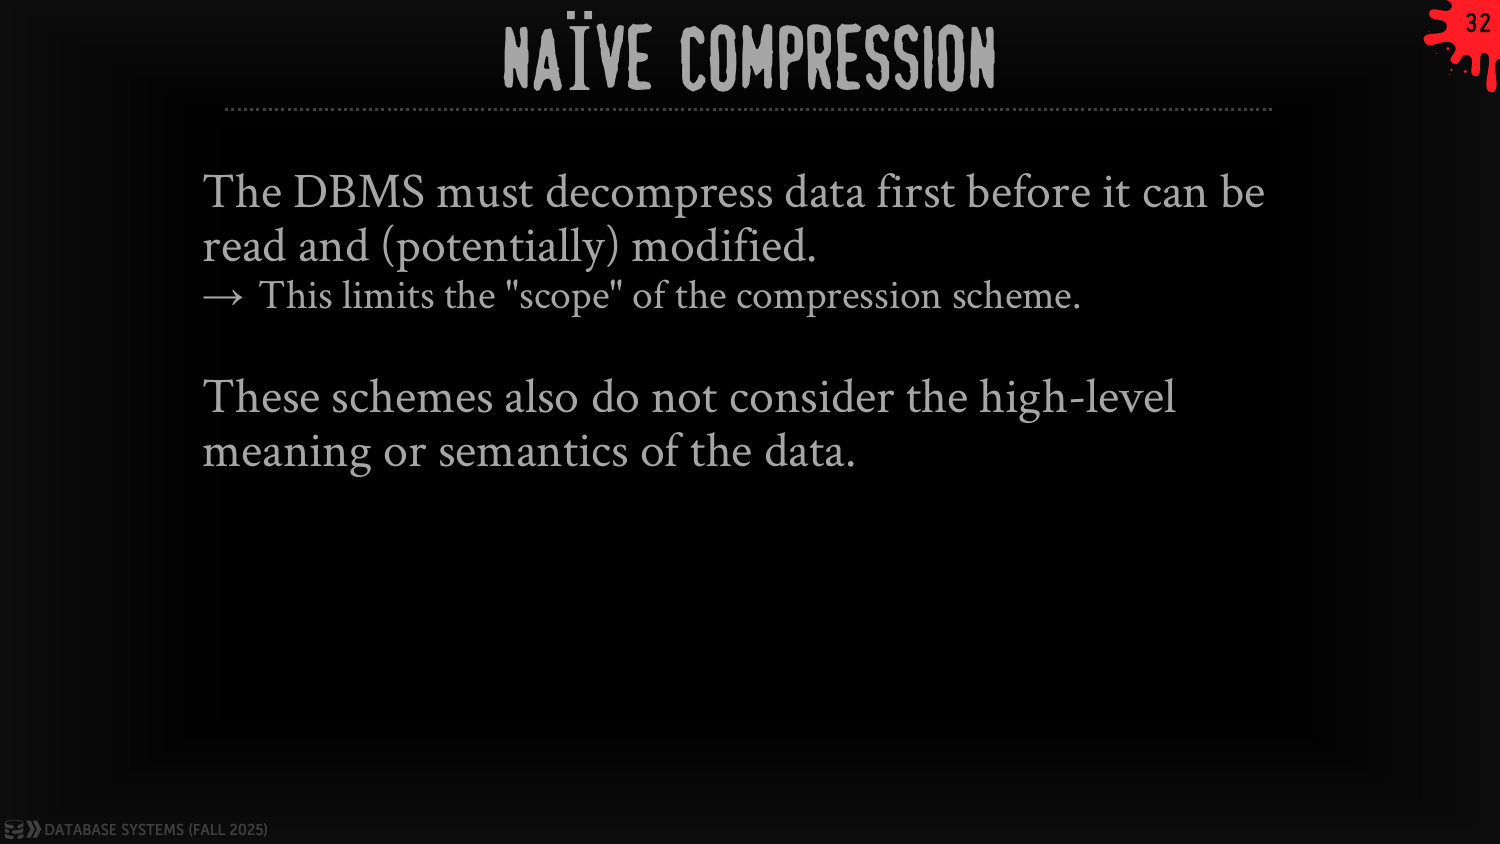 NAÏVE COMPRESSION
32
The DBMS must decompress data first before it can be
read and (potentially) modified.
→ This limits the "scope" of the compression scheme.
These schemes also do not consider the high-level
meaning or semantics of the data.
DATABASE SYSTEMS (FALL 2025)